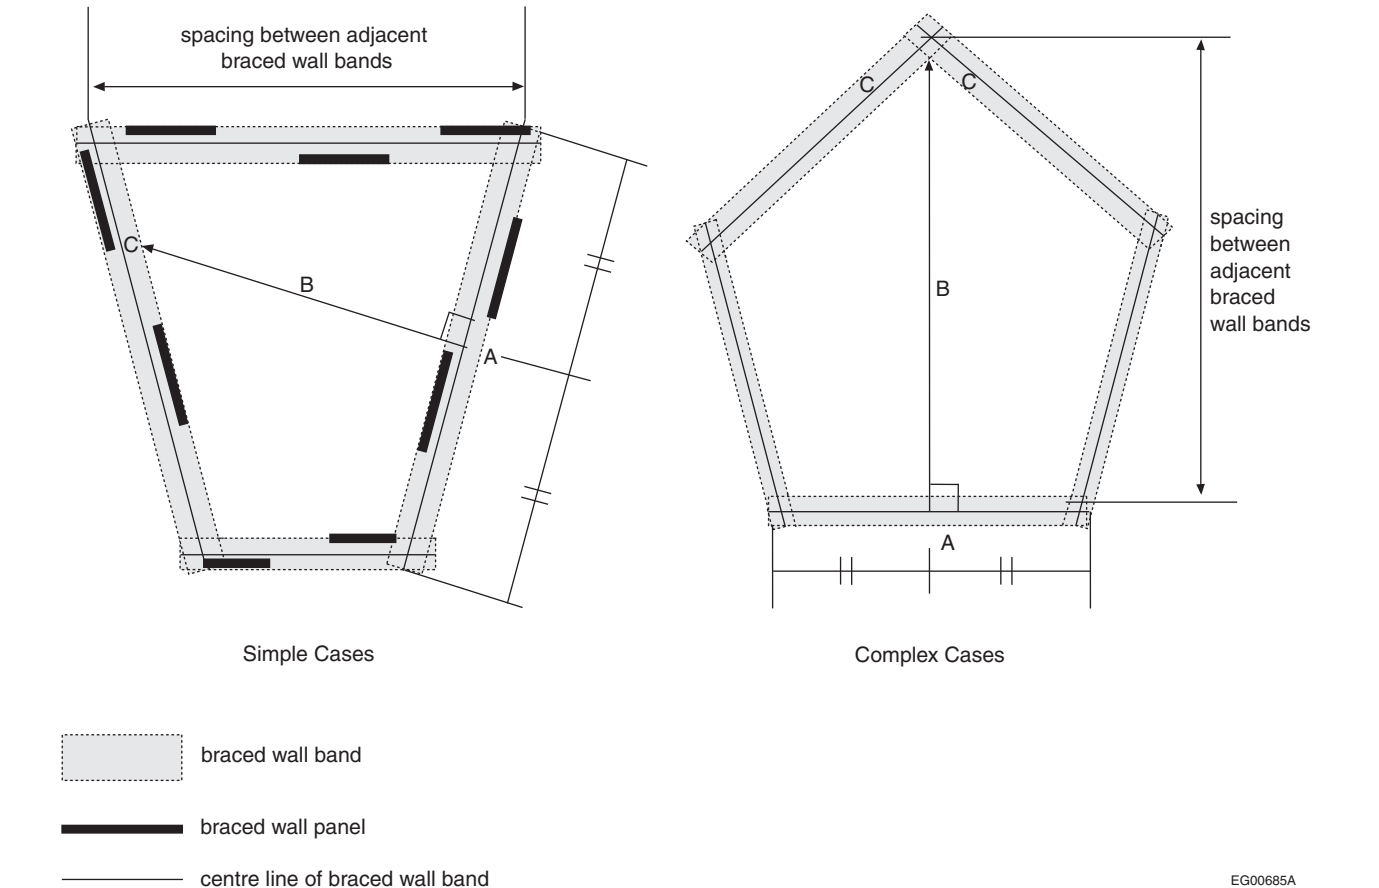 spacing between adjacent
braced wall bands
C
B
A
Simple Cases
C
C
B
A
spacing
between
adjacent
braced
wall bands
Complex Cases
braced wall band
braced wall panel
centre line of braced wall band
EG00685A